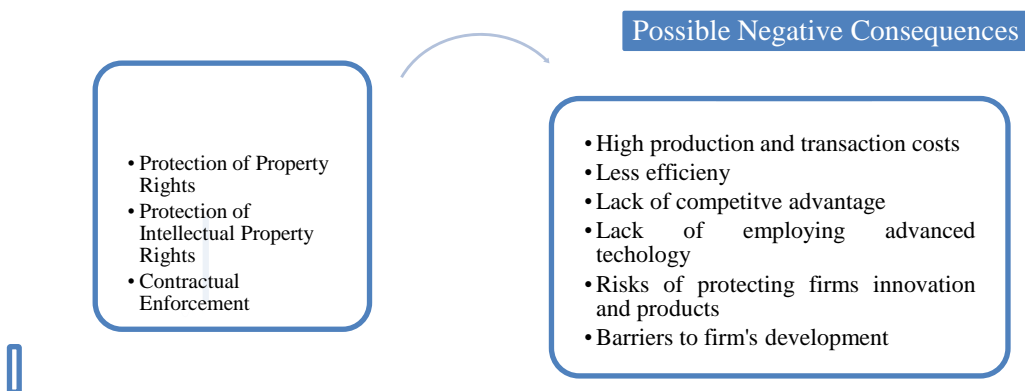 Possible Negative Consequences
• Protection of Property
Rights
• Protection of
Intellectual Property
Rights
• Contractual
Enforcement
• High production and transaction costs
• Less efficieny
• Lack of competitve advantage
• Lack of employing advanced
techology
• Risks of protecting firms innovation
and products
• Barriers to firm's development